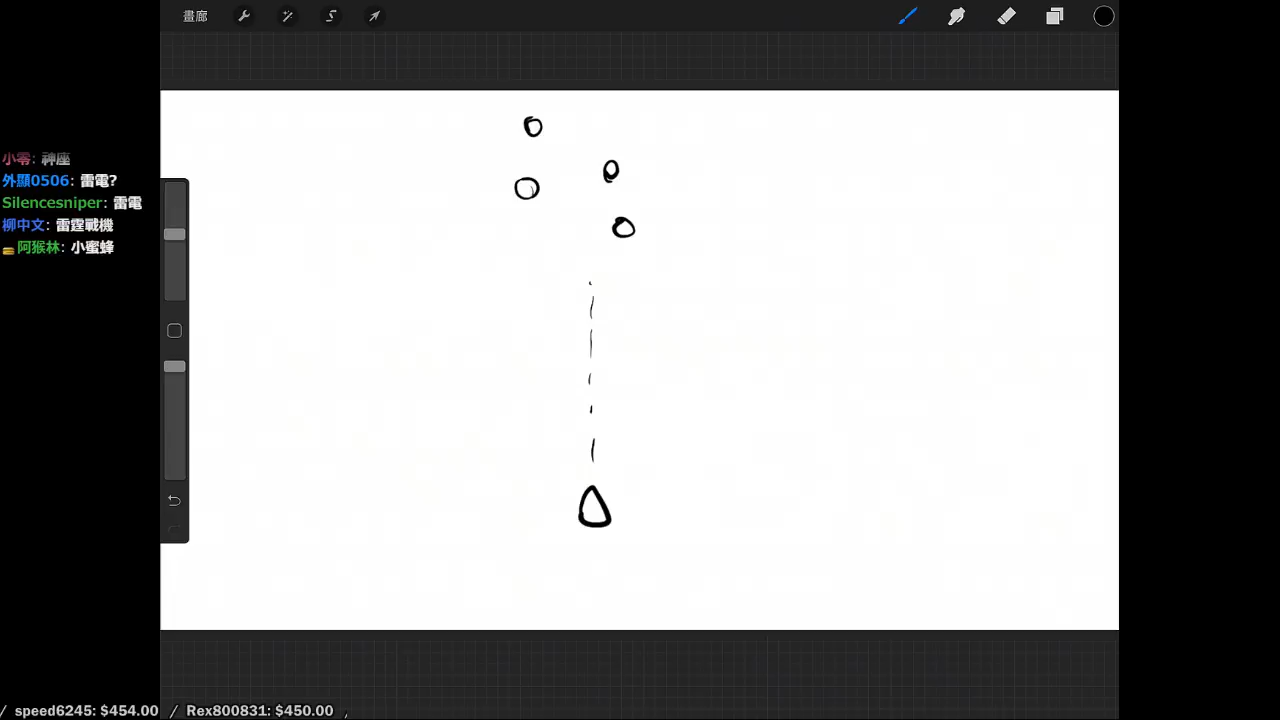 畫廊
小零: 神座
外顯0506: 雷電?
Silencesniper: 雷電
柳中文: 雷霆戰機
阿猴林: 小蜜蜂
/ speed6245: $454.00 / Rex800831: $450.00 ,